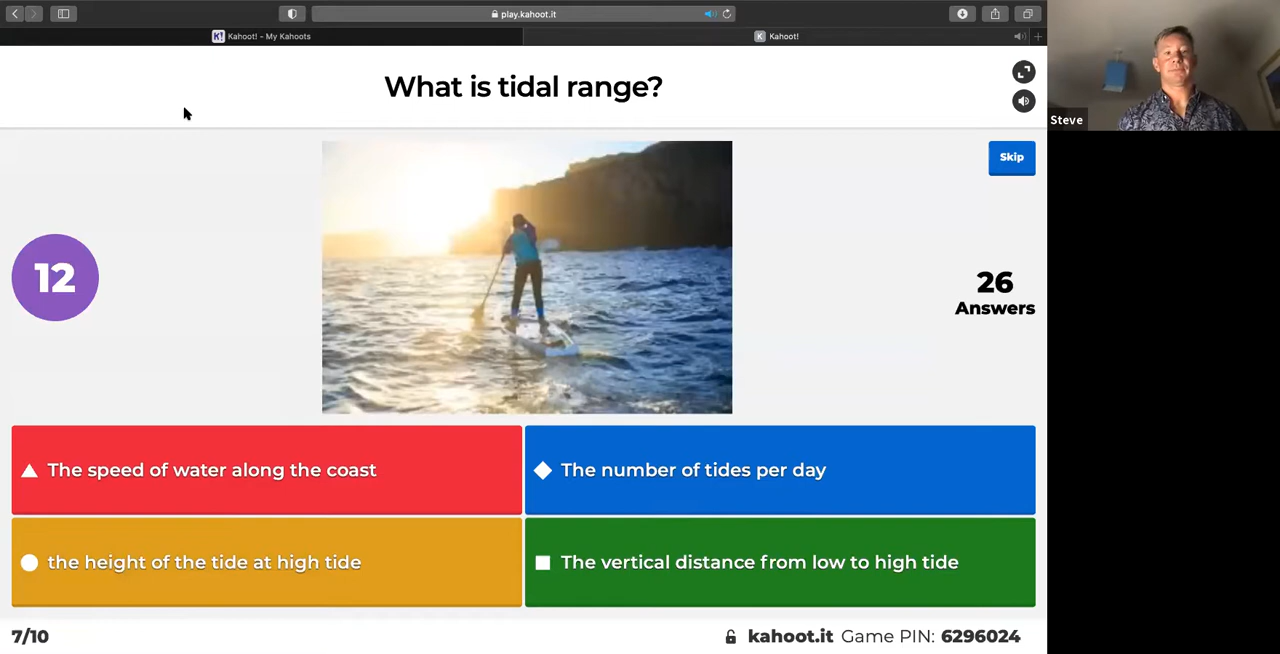 play.kahoot.it
K! Kahoot! - My Kahoots
K Kahoot!
What is tidal range?
Steve
Skip
12
26
Answers
The speed of water along the coast
The number of tides per day
the height of the tide at high tide
The vertical distance from low to high tide
7/10
kahoot.it Game PIN: 6296024